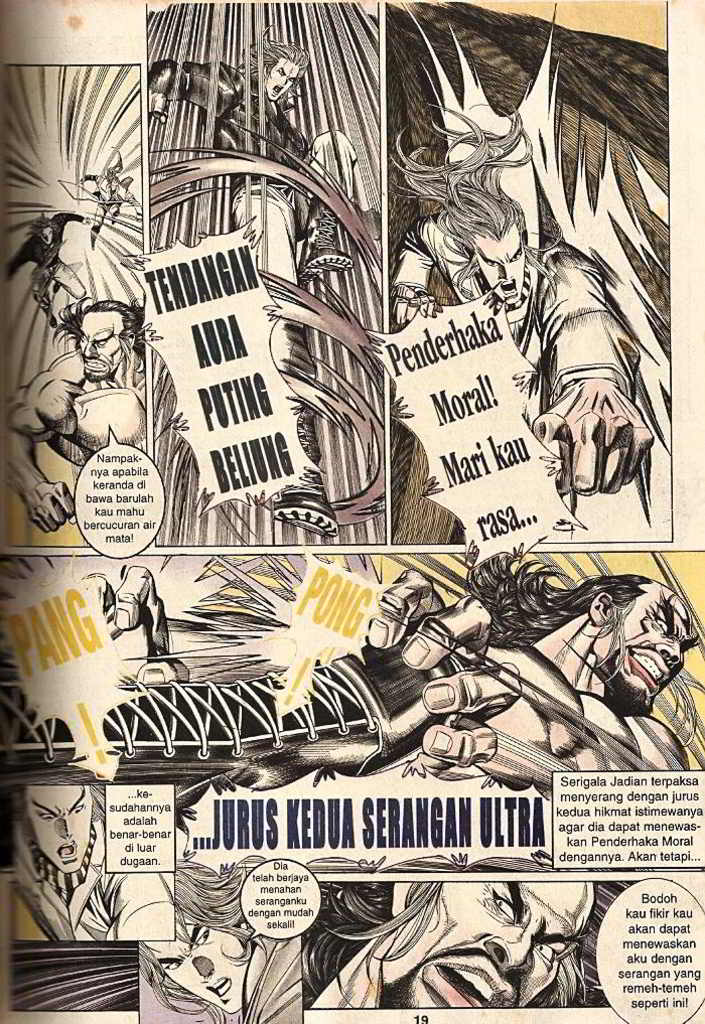 Nampak-
nya apabila
keranda di
bawa barulah
kau mahu
bercucuran air
mata!
TENDANGAN
AURA
PUTING
BELIUNG
Penderhaka
Moral!
Mari kau
rasa...
PANG
!
PONG
!
...JURUS KEDUA SERANGAN ULTRA
Serigala Jadian terpaksa
menyerang dengan jurus
kedua hikmat istimewanya
agar dia dapat menewas-
kan Penderhaka Moral
dengannya. Akan tetapi...
...ke-
sudahannya
adalah
benar-benar
di luar
dugaan.
Dia
telah berjaya
menahan
seranganku
dengan mudah
sekali!
Bodoh
kau fikir kau
akan dapat
menewaskan
aku dengan
serangan yang
remeh-temeh
seperti ini!
19